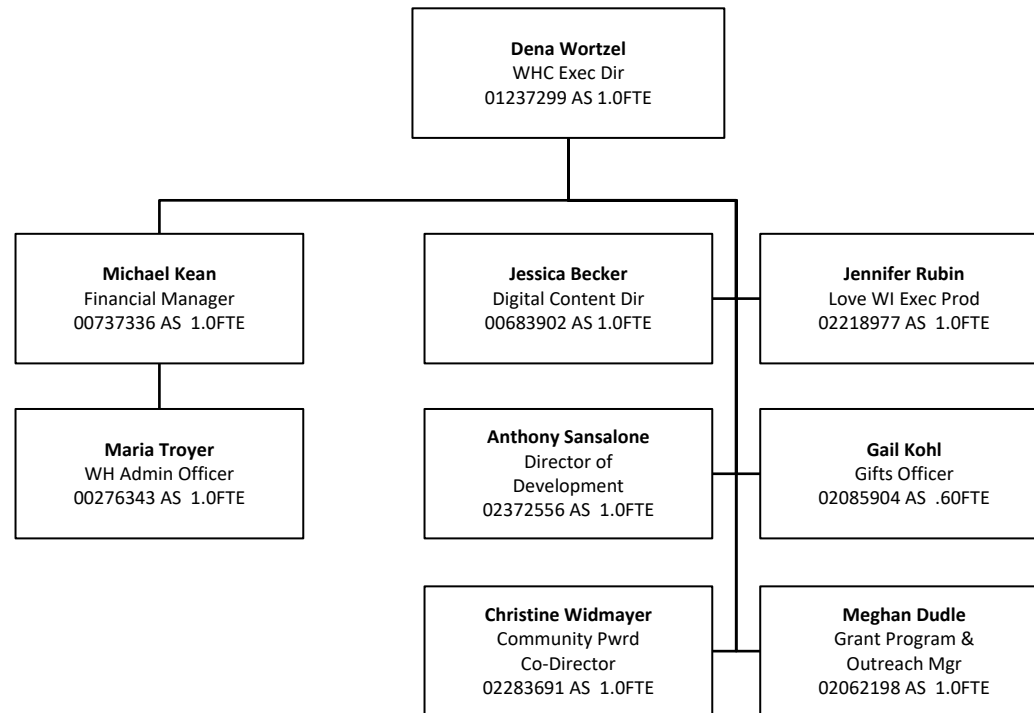 Dena Wortzel
WHC Exec Dir
01237299 AS 1.0FTE
Michael Kean
Financial Manager
00737336 AS 1.0FTE
Jessica Becker
Digital Content Dir
00683902 AS 1.0FTE
Jennifer Rubin
Love WI Exec Prod
02218977 AS 1.0FTE
Maria Troyer
WH Admin Officer
00276343 AS 1.0FTE
Anthony Sansalone
Director of
Development
02372556 AS 1.0FTE
Gail Kohl
Gifts Officer
02085904 AS .60FTE
Christine Widmayer
Community Pwrd
Co-Director
02283691 AS 1.0FTE
Meghan Dudle
Grant Program &
Outreach Mgr
02062198 AS 1.0FTE